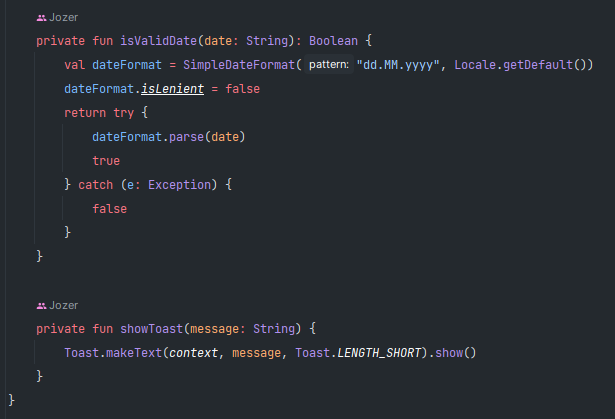 Jozer
private fun isValidDate(date: String): Boolean {
val dateFormat = SimpleDateFormat( pattern: "dd.MM.yyyy", Locale.getDefault())
dateFormat.isLenient = false
return try {
dateFormat.parse(date)
true
} catch (e: Exception) {
false
}
}
Jozer
private fun showToast(message: String) {
Toast.makeText(context, message, Toast.LENGTH_SHORT).show()
}
}